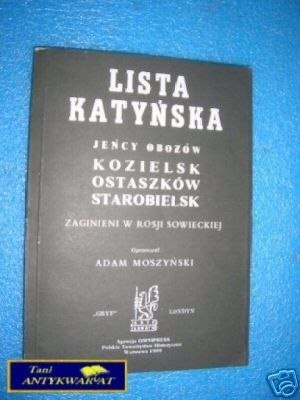 LISTA
KATYŃSKA
JEŃCY OBOZÓW
KOZIELSK
OSTASZKÓW
STAROBIELSK
ZAGINIENI W ROSJI SOWIECKIEJ
Opracował
ADAM MOSZYŃSKI
„GRYF" LONDYN
Agencja OMNIPRESS
Polskie Towarzystwo Historyczne
Warszawa 1989
Tani
ANTYKWARIAT